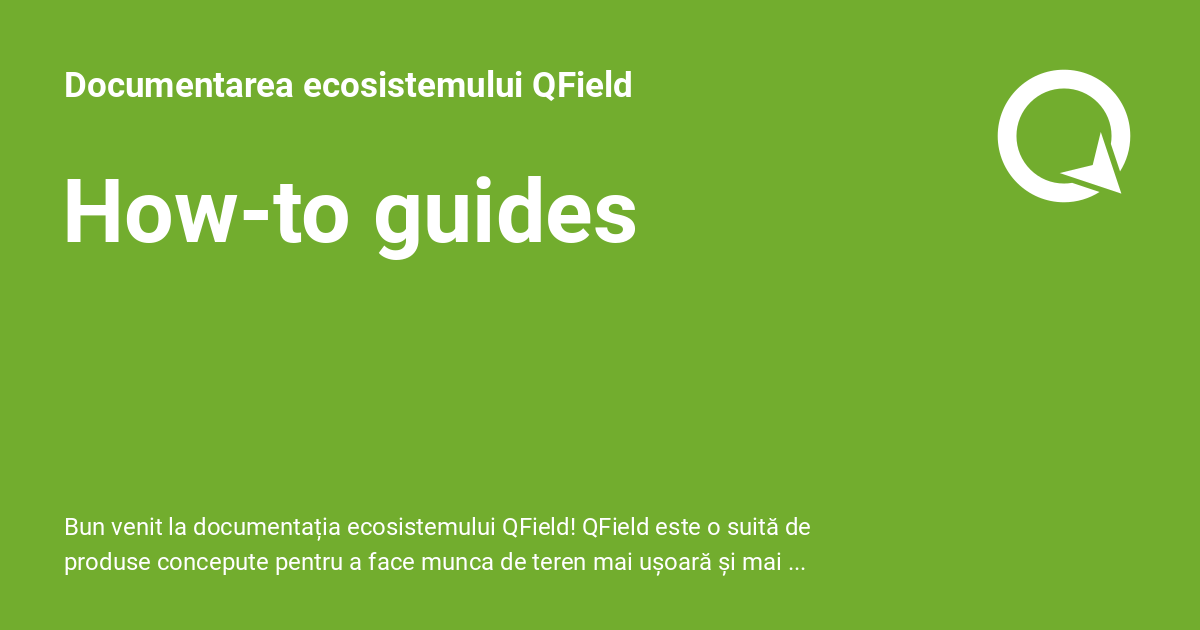 Documentarea ecosistemului QField
How-to guides
Bun venit la documentația ecosistemului QField! QField este o suită de
produse concepute pentru a face munca de teren mai ușoară și mai ...